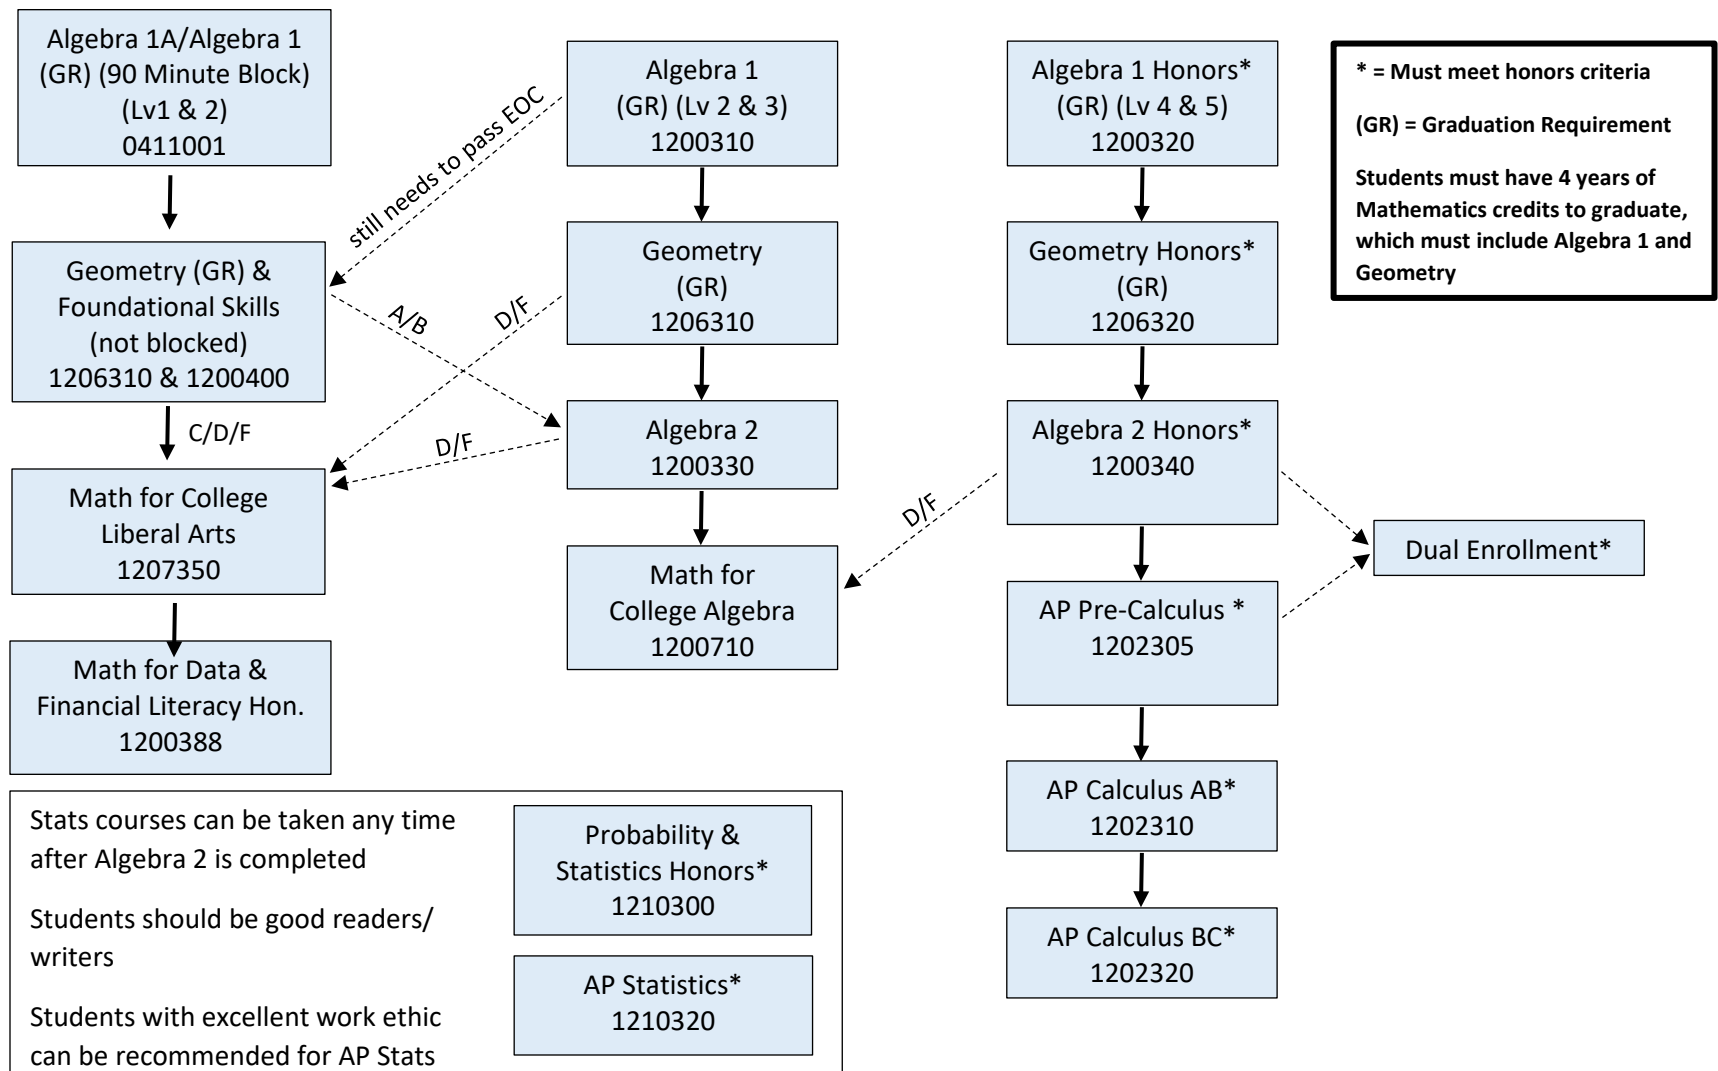 Algebra 1A/Algebra 1
(GR) (90 Minute Block)
(Lv1 & 2)
0411001
Algebra 1
(GR) (Lv 2 & 3)
1200310
Algebra 1 Honors*
(GR) (Lv 4 & 5)
1200320
* = Must meet honors criteria
(GR) = Graduation Requirement
Students must have 4 years of
Mathematics credits to graduate,
which must include Algebra 1 and
Geometry
still needs to pass EOC
Geometry (GR) &
Foundational Skills
(not blocked)
1206310 & 1200400
A/B
D/F
Geometry
(GR)
1206310
Geometry Honors*
(GR)
1206320
C/D/F
D/F
Algebra 2
1200330
Algebra 2 Honors*
1200340
D/F
Math for College
Liberal Arts
1207350
Math for
College Algebra
1200710
Dual Enrollment*
AP Pre-Calculus *
1202305
Math for Data &
Financial Literacy Hon.
1200388
AP Calculus AB*
1202310
AP Calculus BC*
1202320
Stats courses can be taken any time
after Algebra 2 is completed
Students should be good readers/
writers
Students with excellent work ethic
can be recommended for AP Stats
Probability &
Statistics Honors*
1210300
AP Statistics*
1210320